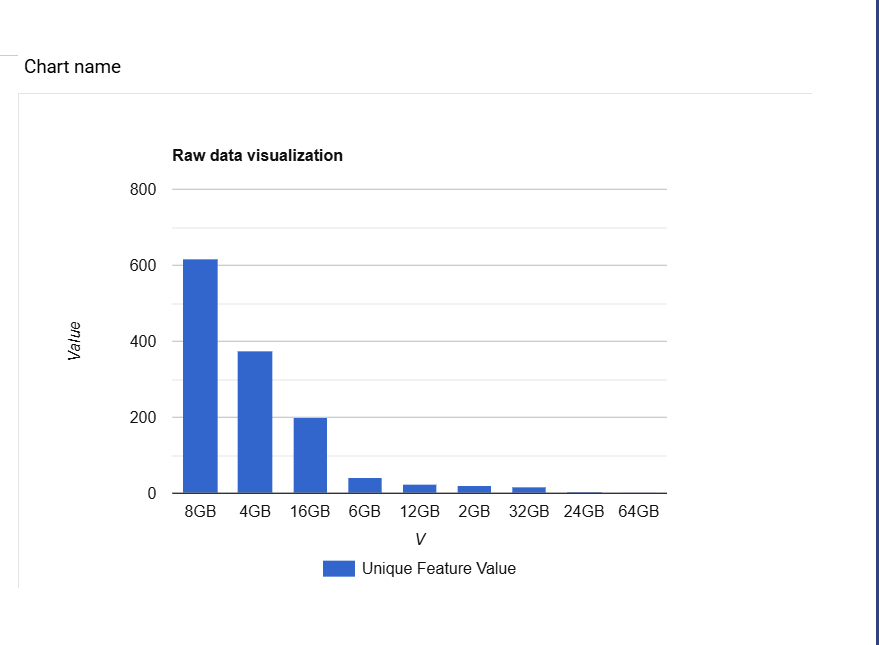 Chart name
Raw data visualization
800
600
400
200
0
Value
8GB 4GB 16GB 6GB 12GB 2GB 32GB 24GB 64GB
V
Unique Feature Value